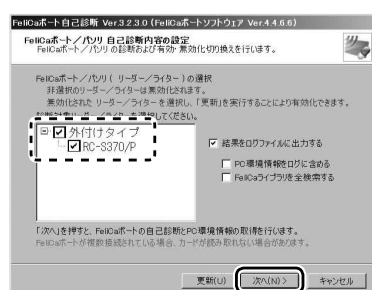 FeliCaポート自己診断 Ver.3.2.3.0 (FeliCaポートソフトウェア Ver.4.4.6.6)
FeliCaポート/パソリ 自己診断内容の設定
FeliCaポート/パソリ の診断および有効・無効化切り換えを行います。
FeliCaポート/パソリ ( リーダー/ライター ) の選択
非選択のリーダー/ライターは無効化されます。
無効化された リーダー/ライター を選択し、「更新」を実行することにより有効化できます。
外付けタイプ
RC-S370/P
結果をログファイルに出力する
PC環境情報をログに含める
FeliCaライブラリを全検索する
「次へ」を押すと、FeliCaポートの自己診断とPC環境情報の取得を行います。
FeliCaポートが複数接続されている場合、カードが読み取れない場合があります。
更新(U)
次へ(N) >
キャンセル